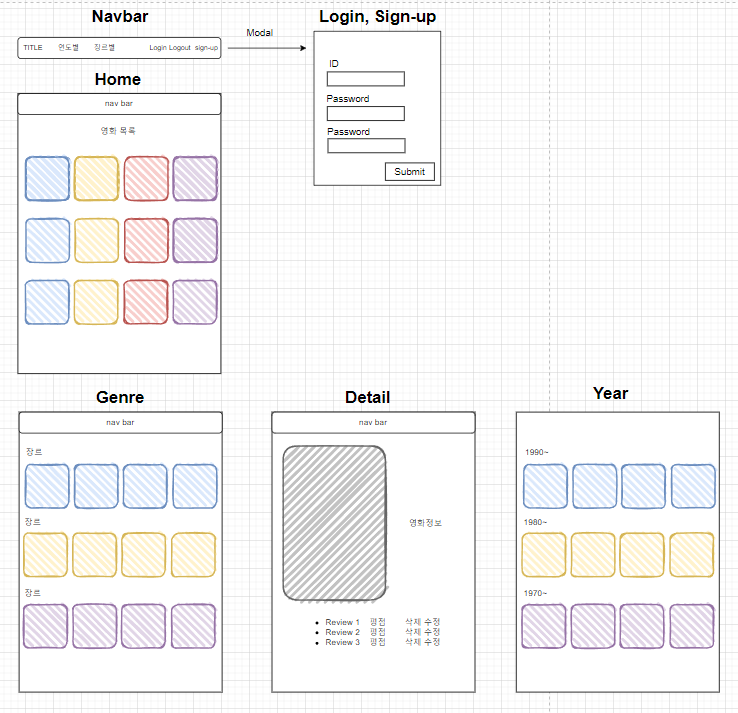 Navbar
TITLE 연도별 장르별 Login Logout sign-up
Modal
Login, Sign-up
ID
Password
Password
Submit
Home
nav bar
영화 목록
Genre
nav bar
장르
장르
장르
Detail
nav bar
영화정보
Review 1 평점 삭제 수정
Review 2 평점 삭제 수정
Review 3 평점 삭제 수정
Year
1990~
1980~
1970~